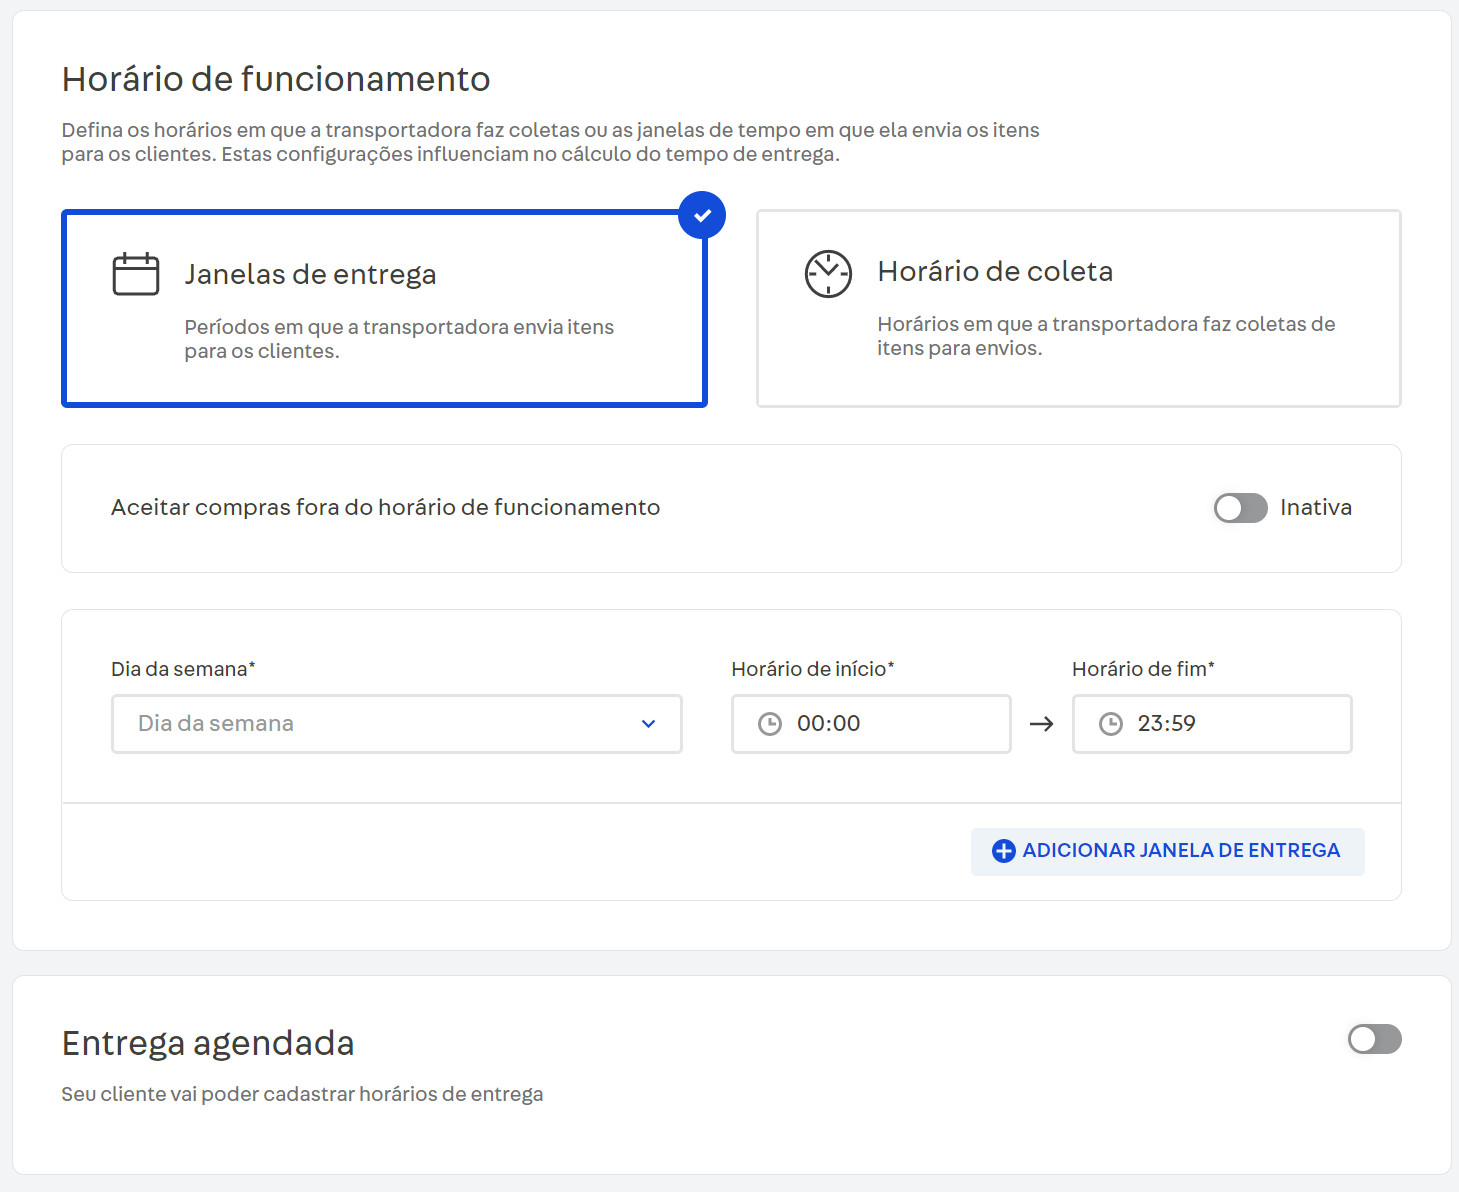 Horário de funcionamento
Defina os horários em que a transportadora faz coletas ou as janelas de tempo em que ela envia os itens
para os clientes. Estas configurações influenciam no cálculo do tempo de entrega.
Janelas de entrega
Períodos em que a transportadora envia itens
para os clientes.
Horário de coleta
Horários em que a transportadora faz coletas de
itens para envios.
Aceitar compras fora do horário de funcionamento
Inativa
Dia da semana*
Horário de início*
Horário de fim*
Dia da semana
00:00
23:59
ADICIONAR JANELA DE ENTREGA
Entrega agendada
Seu cliente vai poder cadastrar horários de entrega